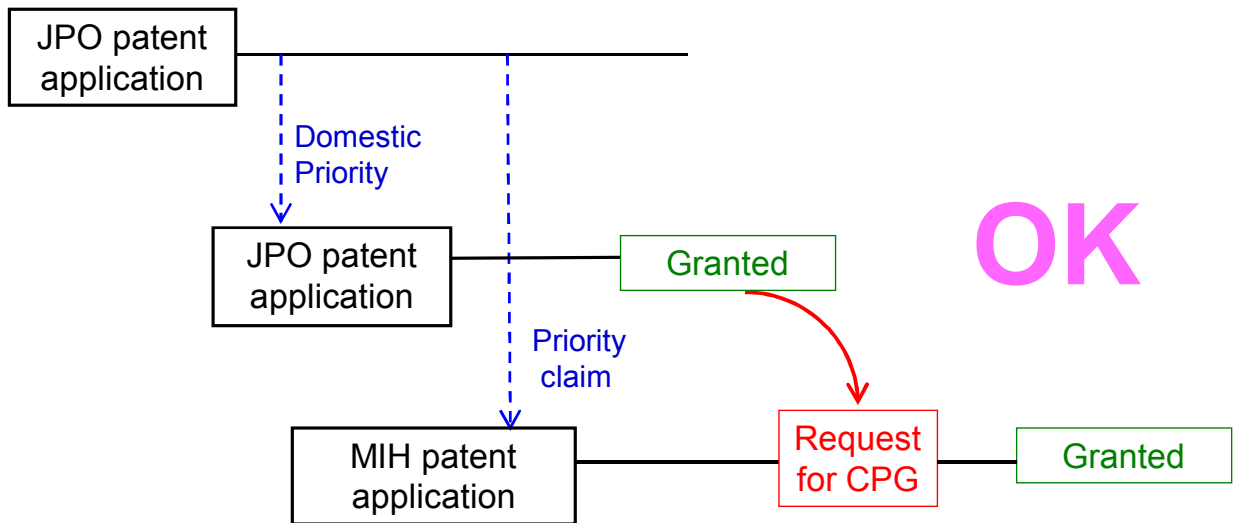 JPO patent
application
Domestic
Priority
OK
JPO patent
application
Granted
Priority
claim
MIH patent
application
Request
for CPG
Granted